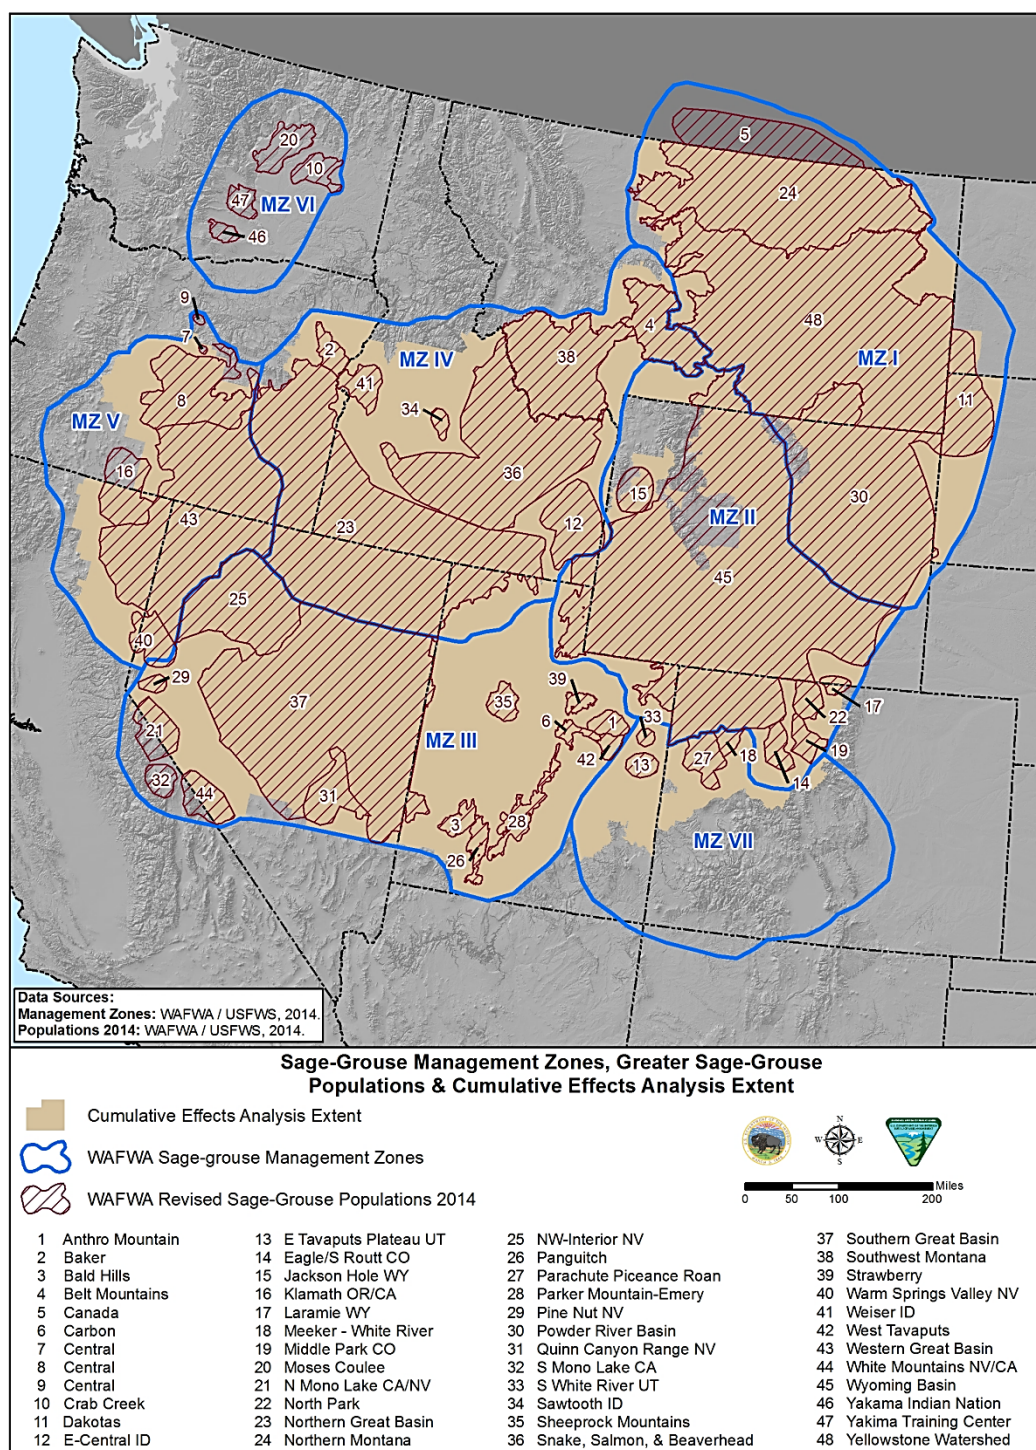 5
20
10
24
47
MZ VI
46
9
7
4
48
2
MZ IV
38
MZ I
41
8
11
34
MZ V
16
36
15
30
43
12
MZ II
23
45
25
40
29
39
17
37
35
22
6
1
33
21
MZ III
42
18
19
13
27
32
44
31
14
3
28
26
MZ VII
Data Sources:
Management Zones: WAFWA / USFWS, 2014.
Populations 2014: WAFWA / USFWS, 2014.
Sage-Grouse Management Zones, Greater Sage-Grouse
Populations & Cumulative Effects Analysis Extent
Cumulative Effects Analysis Extent
WAFWA Sage-grouse Management Zones
WAFWA Revised Sage-Grouse Populations 2014
N
W E
S
Miles
0 50 100 200
1 Anthro Mountain
2 Baker
3 Bald Hills
4 Belt Mountains
5 Canada
6 Carbon
7 Central
8 Central
9 Central
10 Crab Creek
11 Dakotas
12 E-Central ID
13 E Tavaputs Plateau UT
14 Eagle/S Routt CO
15 Jackson Hole WY
16 Klamath OR/CA
17 Laramie WY
18 Meeker - White River
19 Middle Park CO
20 Moses Coulee
21 N Mono Lake CA/NV
22 North Park
23 Northern Great Basin
24 Northern Montana
25 NW-Interior NV
26 Panguitch
27 Parachute Piceance Roan
28 Parker Mountain-Emery
29 Pine Nut NV
30 Powder River Basin
31 Quinn Canyon Range NV
32 S Mono Lake CA
33 S White River UT
34 Sawtooth ID
35 Sheeprock Mountains
36 Snake, Salmon, & Beaverhead
37 Southern Great Basin
38 Southwest Montana
39 Strawberry
40 Warm Springs Valley NV
41 Weiser ID
42 West Tavaputs
43 Western Great Basin
44 White Mountains NV/CA
45 Wyoming Basin
46 Yakama Indian Nation
47 Yakima Training Center
48 Yellowstone Watershed